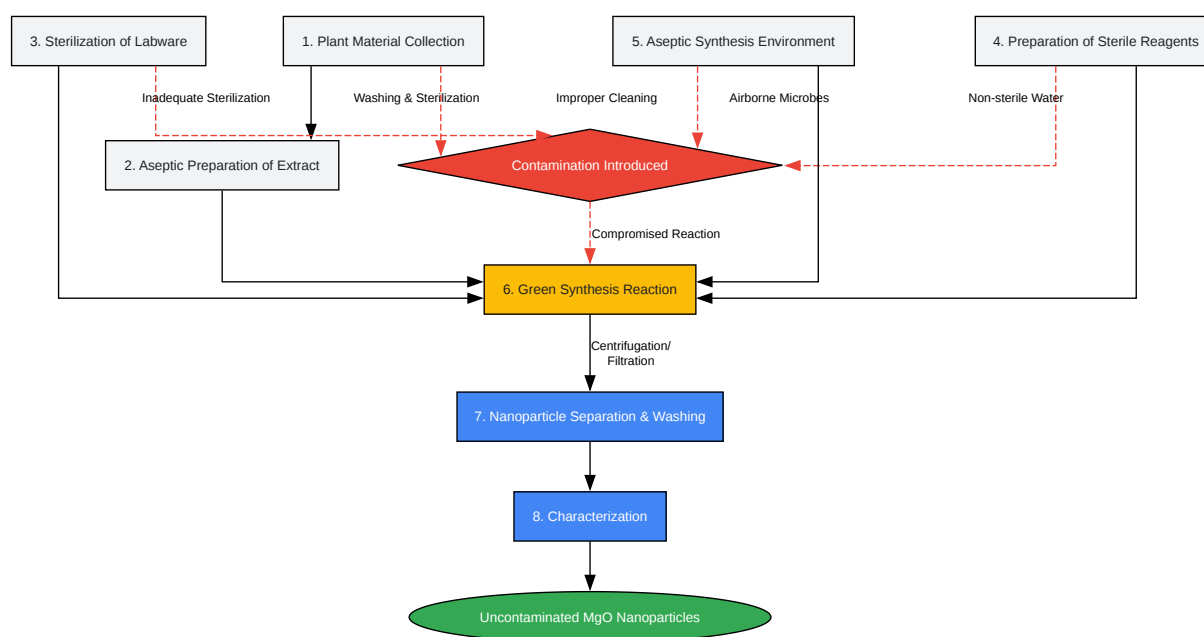 3. Sterilization of Labware
1. Plant Material Collection
5. Aseptic Synthesis Environment
4. Preparation of Sterile Reagents
Inadequate Sterilization
Washing & Sterilization
Improper Cleaning
Airborne Microbes
Non-sterile Water
2. Aseptic Preparation of Extract
Contamination Introduced
Compromised Reaction
6. Green Synthesis Reaction
Centrifugation/
Filtration
7. Nanoparticle Separation & Washing
8. Characterization
Uncontaminated MgO Nanoparticles